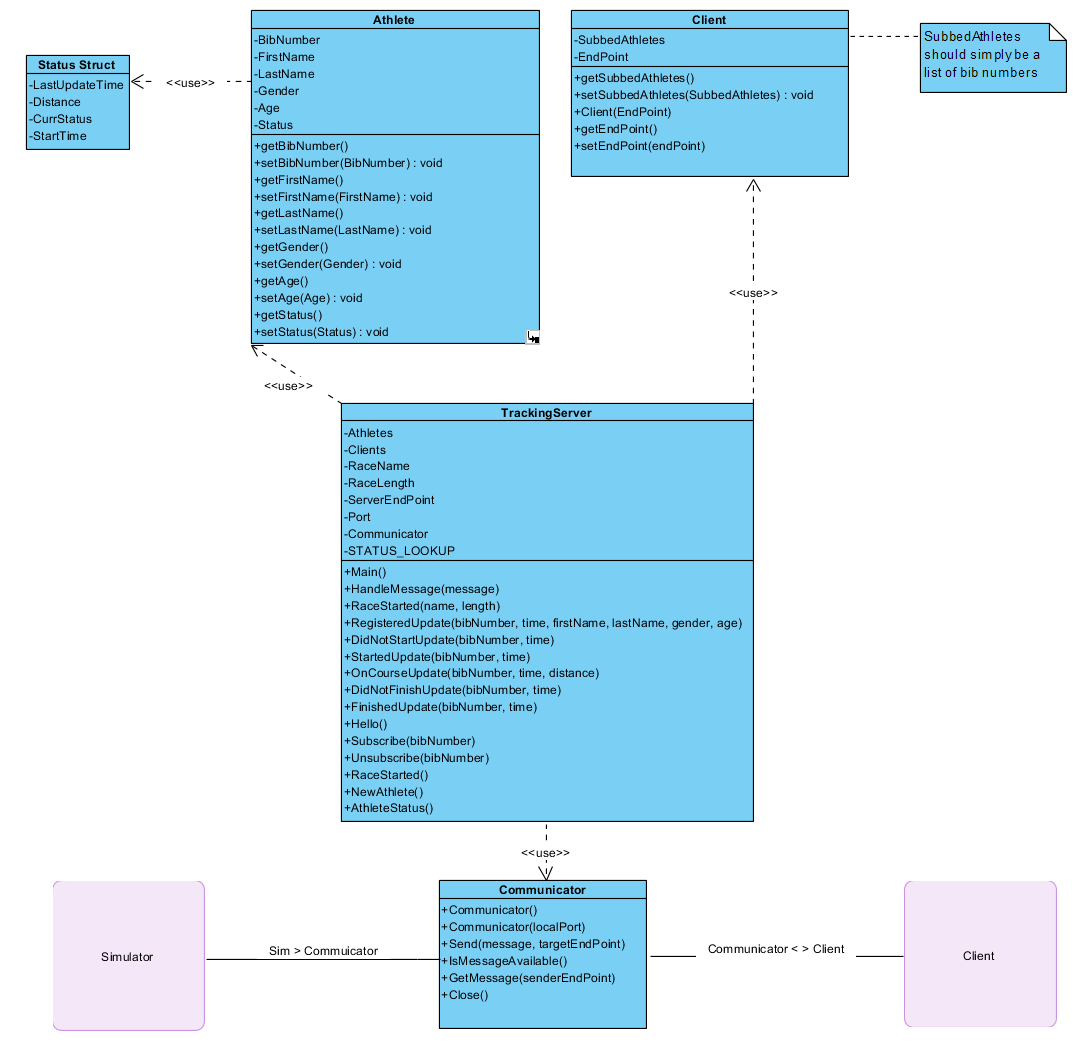 Status Struct
-LastUpdateTime
-Distance
-CurrStatus
-StartTime
<<use>>
Athlete
-BibNumber
-FirstName
-LastName
-Gender
-Age
-Status
+getBibNumber()
+setBibNumber(BibNumber) : void
+getFirstName()
+setFirstName(FirstName) : void
+getLastName()
+setLastName(LastName) : void
+getGender()
+setGender(Gender) : void
+getAge()
+setAge(Age) : void
+getStatus()
+setStatus(Status) : void
Client
-SubbedAthletes
-EndPoint
+getSubbedAthletes()
+setSubbedAthletes(SubbedAthletes) : void
+Client(EndPoint)
+getEndPoint()
+setEndPoint(endPoint)
SubbedAthletes
should simply be a
list of bib numbers
<<use>>
<<use>>
TrackingServer
-Athletes
-Clients
-RaceName
-RaceLength
-ServerEndPoint
-Port
-Communicator
-STATUS_LOOKUP
+Main()
+HandleMessage(message)
+RaceStarted(name, length)
+RegisteredUpdate(bibNumber, time, firstName, lastName, gender, age)
+DidNotStartUpdate(bibNumber, time)
+StartedUpdate(bibNumber, time)
+OnCourseUpdate(bibNumber, time, distance)
+DidNotFinishUpdate(bibNumber, time)
+FinishedUpdate(bibNumber, time)
+Hello()
+Subscribe(bibNumber)
+Unsubscribe(bibNumber)
+RaceStarted()
+NewAthlete()
+AthleteStatus()
<<use>>
Simulator
Sim > Commuicator
Communicator
+Communicator()
+Communicator(localPort)
+Send(message, targetEndPoint)
+IsMessageAvailable()
+GetMessage(senderEndPoint)
+Close()
Communicator < > Client
Client